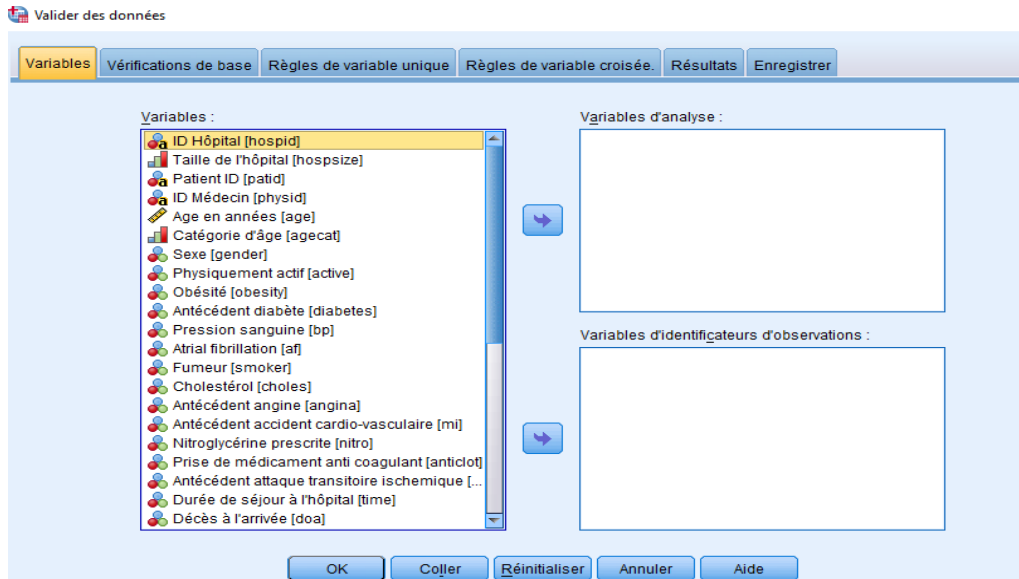 Valider des données
Variables Vérifications de base Règles de variable unique Règles de variable croisée. Résultats Enregistrer
Variables :
ID Hôpital [hospid]
Taille de l'hôpital [hospsize]
Patient ID [patid]
ID Médecin [physid]
Age en années [age]
Catégorie d'âge [agecat]
Sexe [gender]
Physiquement actif [active]
Obésité [obesity]
Antécédent diabète [diabetes]
Pression sanguine [bp]
Atrial fibrillation [af]
Fumeur [smoker]
Cholestérol [choles]
Antécédent angine [angina]
Antécédent accident cardio-vasculaire [mi]
Nitroglycérine prescrite [nitro]
Prise de médicament anti coagulant [anticlot]
Antécédent attaque transitoire ischemique [...
Durée de séjour à l'hôpital [time]
Décès à l'arrivée [doa]
Variables d'analyse :
Variables d'identificateurs d'observations :
OK Coller Réinitialiser Annuler Aide